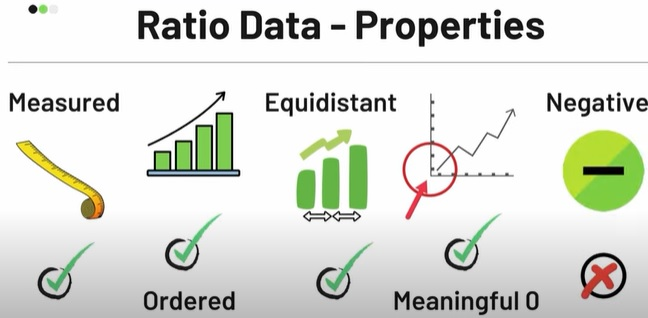 Ratio Data - Properties
Measured
Equidistant
Negative
Ordered
Meaningful 0